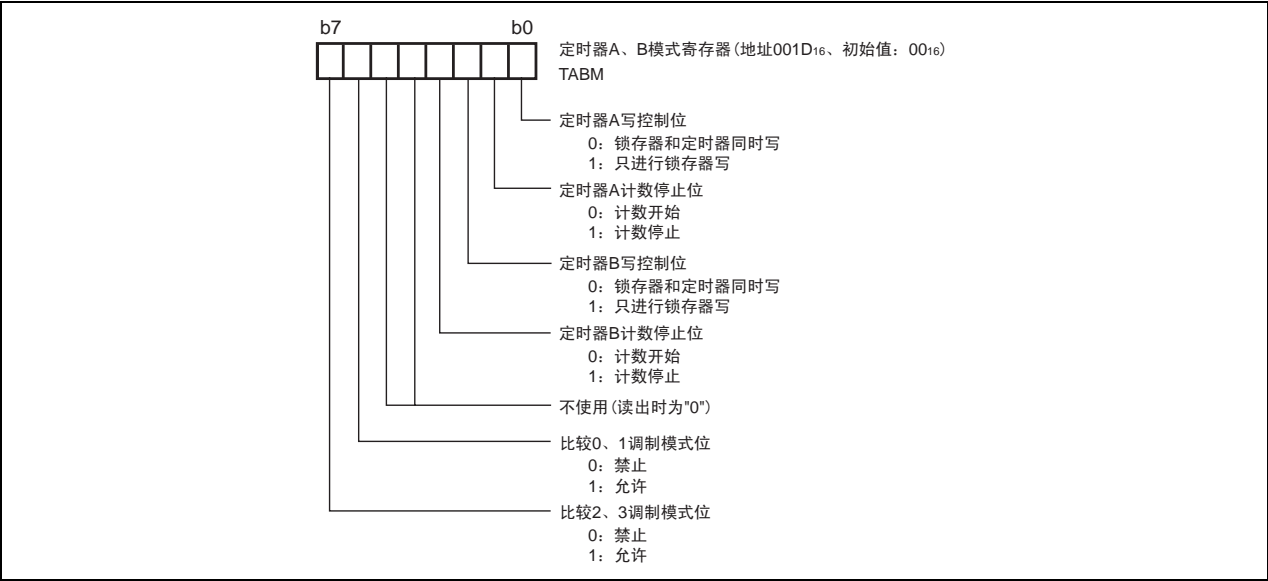 b7 b0
定时器A、B模式寄存器(地址001D16、初始值：0016)
TABM
定时器A写控制位
0：锁存器和定时器同时写
1：只进行锁存器写
定时器A计数停止位
0：计数开始
1：计数停止
定时器B写控制位
0：锁存器和定时器同时写
1：只进行锁存器写
定时器B计数停止位
0：计数开始
1：计数停止
不使用(读出时为"0")
比较0、1调制模式位
0：禁止
1：允许
比较2、3调制模式位
0：禁止
1：允许